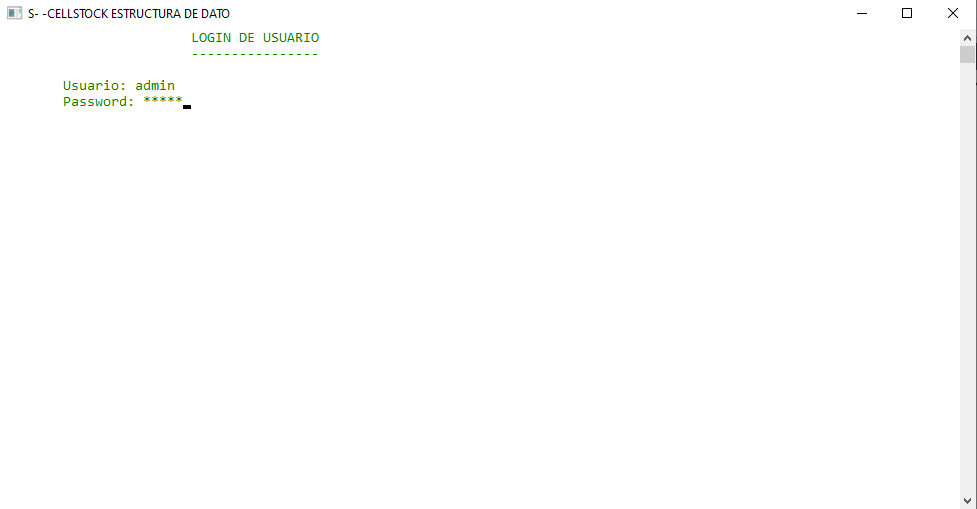 S- -CELLSTOCK ESTRUCTURA DE DATO
LOGIN DE USUARIO
----------------
Usuario: admin
Password: *****